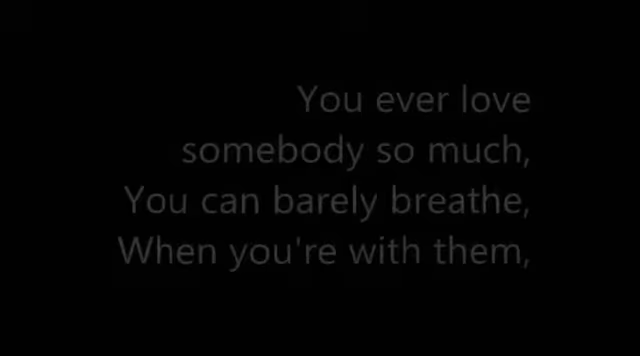 You ever love
somebody so much,
You can barely breathe,
When you're with them,